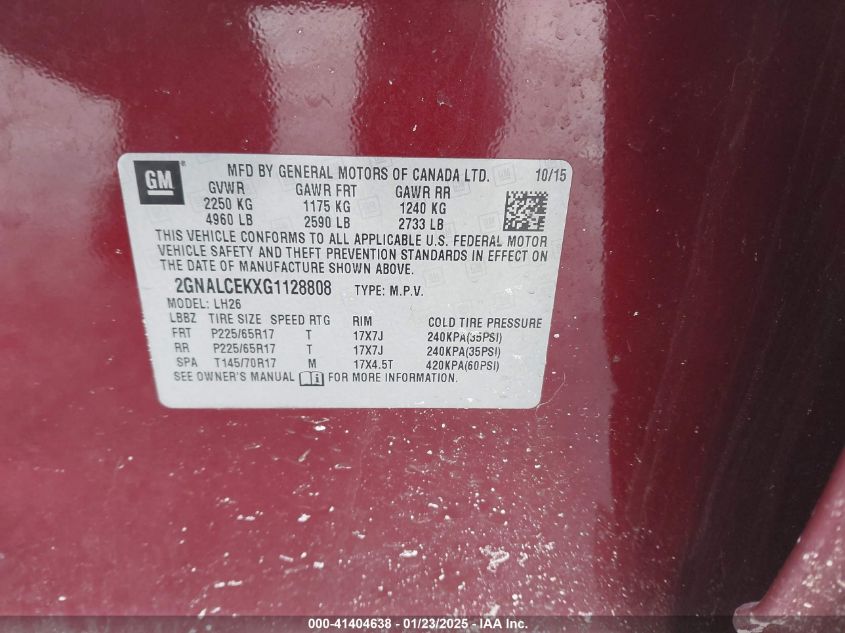 GM
MFD BY GENERAL MOTORS OF CANADA LTD. 10/15
GVWR GAWR FRT GAWR RR
2250 KG 1175 KG 1240 KG
4960 LB 2590 LB 2733 LB
THIS VEHICLE CONFORMS TO ALL APPLICABLE U.S. FEDERAL MOTOR
VEHICLE SAFETY AND THEFT PREVENTION STANDARDS IN EFFECT ON
THE DATE OF MANUFACTURE SHOWN ABOVE.
2GNALCEKXG1128808 TYPE: M.P.V.
MODEL: LH26
LBBZ TIRE SIZE SPEED RTG RIM COLD TIRE PRESSURE
FRT P225/65R17 T 17X7J 240KPA(35PSI)
RR P225/65R17 T 17X7J 240KPA(35PSI)
SPA T145/70R17 M 17X4.5T 420KPA(60PSI)
SEE OWNER'S MANUAL FOR MORE INFORMATION.
000-41404638 - 01/23/2025 - IAA Inc.